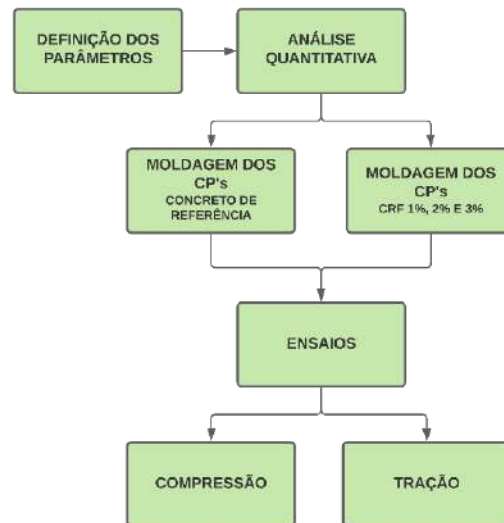 DEFINIÇÃO DOS
PARÂMETROS
ANÁLISE
QUANTITATIVA
MOLDAGEM DOS
CP's
CONCRETO DE
REFERÊNCIA
MOLDAGEM DOS
CP's
CRF 1%, 2% E 3%
ENSAIOS
COMPRESSÃO
TRAÇÃO